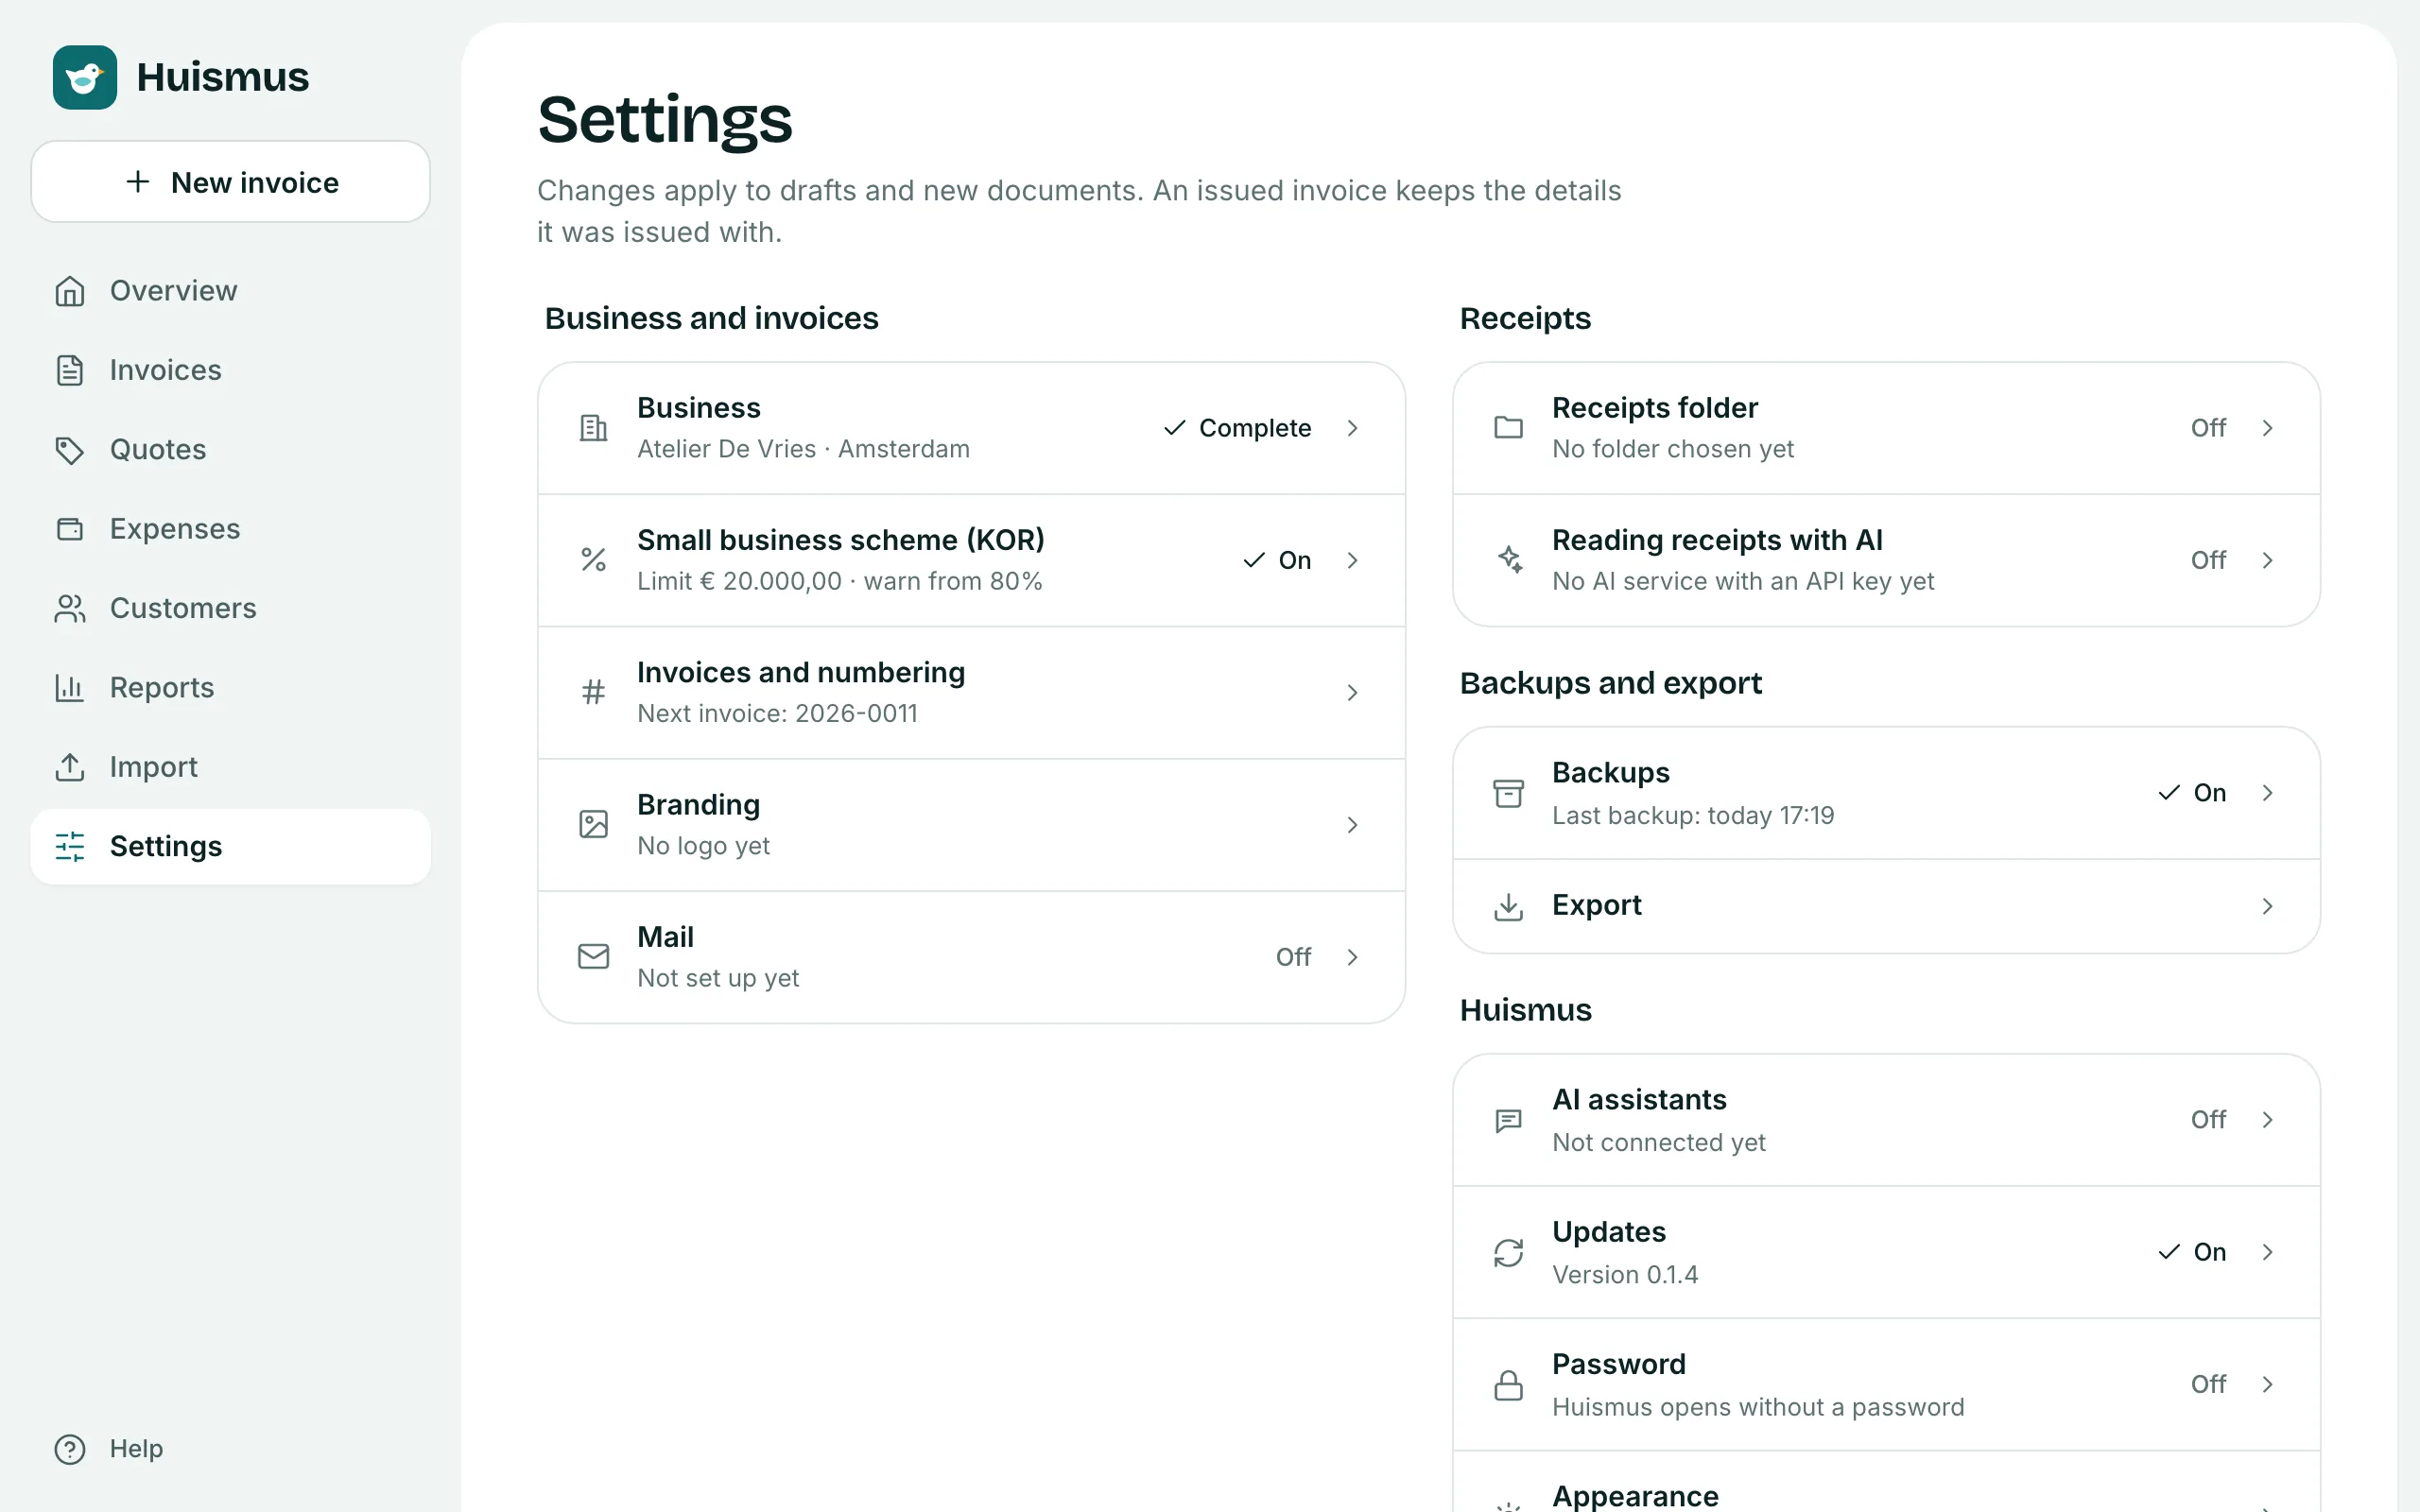 Huismus
New invoice
Overview
Invoices
Quotes
Expenses
Customers
Reports
Import
Settings
Help
Settings
Changes apply to drafts and new documents. An issued invoice keeps the details
it was issued with.
Business and invoices
Business
Atelier De Vries · Amsterdam
Complete
Small business scheme (KOR)
Limit € 20.000,00 · warn from 80%
On
Invoices and numbering
Next invoice: 2026-0011
Branding
No logo yet
Mail
Not set up yet
Off
Receipts
Receipts folder
No folder chosen yet
Off
Reading receipts with AI
No AI service with an API key yet
Off
Backups and export
Backups
Last backup: today 17:19
On
Export
Huismus
AI assistants
Not connected yet
Off
Updates
Version 0.1.4
On
Password
Huismus opens without a password
Off
Appearance